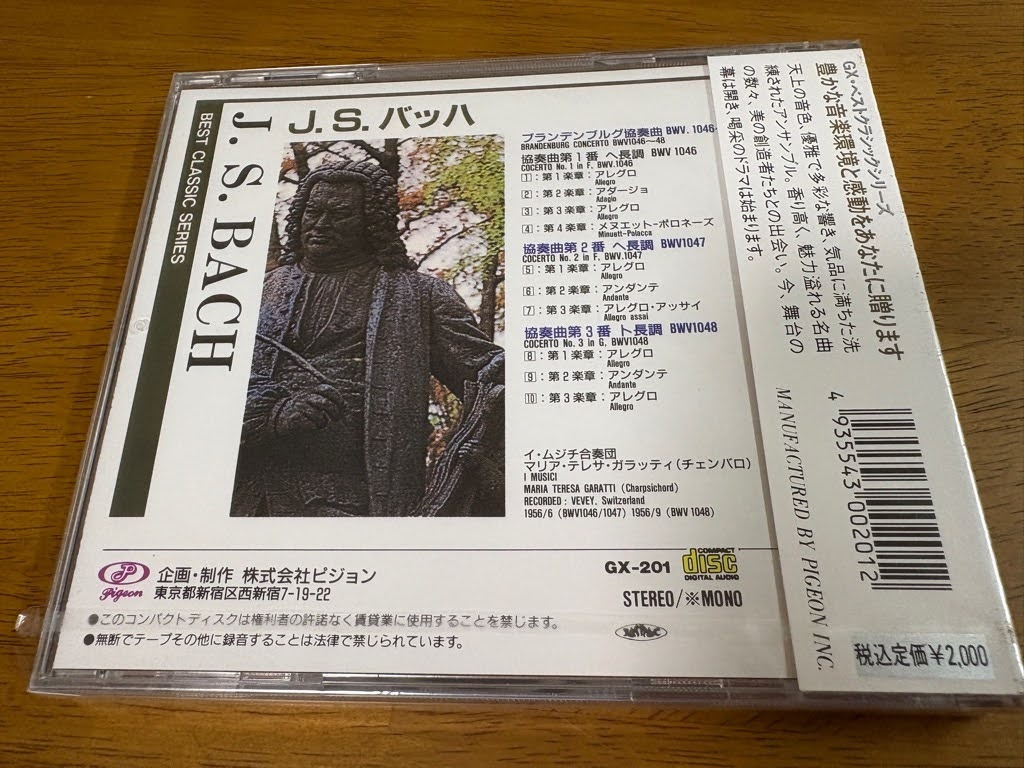 BEST CLASSIC SERIES
J. S. BACH
J. S. バッハ
ブランデンブルグ協奏曲 BWV. 1046-
BRANDENBURG CONCERTO BWV1046〜48
協奏曲第1番 ヘ長調 BWV 1046
COCERTO No. 1 in F, BWV.1046
1：第1楽章：アレグロ
Allegro
2：第2楽章：アダージョ
Adagio
3：第3楽章：アレグロ
Allegro
4：第4楽章：メヌエット-ポロネーズ
Minuett-Polacca
協奏曲第2番 ヘ長調 BWV1047
COCERTO No. 2 in F, BWV.1047
5：第1楽章：アレグロ
Allegro
6：第2楽章：アンダンテ
Andante
7：第3楽章：アレグロ・アッサイ
Allegro assai
協奏曲第3番 ト長調 BWV1048
COCERTO No. 3 in G, BWV1048
8：第1楽章：アレグロ
Allegro
9：第2楽章：アンダンテ
Andante
10：第3楽章：アレグロ
Allegro
イ・ムジチ合奏団
マリア・テレサ・ガラッティ（チェンバロ）
I MUSICI
MARIA TERESA GARATTI (Charpsichord)
RECORDED : VEVEY, Switzerland
1956/6 (BWV1046/1047) 1956/9 (BWV 1048)
Pigeon
企画・制作 株式会社ピジョン
東京都新宿区西新宿7-19-22
GX-201
COMPACT
disc
DIGITAL AUDIO
STEREO/※MONO
●このコンパクトディスクは権利者の許諾なく賃貸業に使用することを禁じます。
●無断でテープその他に録音することは法律で禁じられています。
GX・ベストクラシックシリーズ
豊かな音楽環境と感動をあなたに贈ります
天上の音色、優雅で多彩な響き、気品に満ちた洗
練されたアンサンブル。香り高く、魅力溢れる名曲
の数々、美の創造者たちとの出会い。今、舞台の
幕は開き 喝采のドラマは始まります。
4935543002012
MANUFACTURED BY PIGEON INC.
税込定価￥2,000